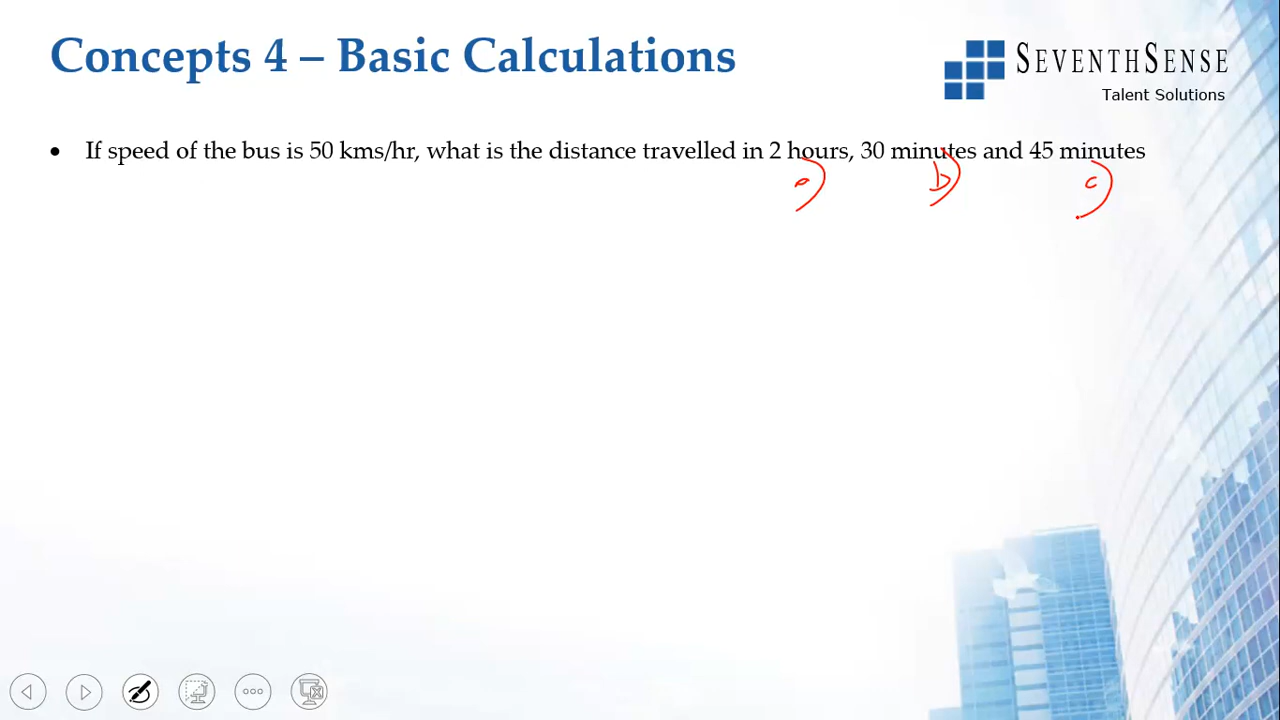 Concepts 4 – Basic Calculations
SEVENTHSENSE
Talent Solutions
• If speed of the bus is 50 kms/hr, what is the distance travelled in 2 hours, 30 minutes and 45 minutes
a) b) c)